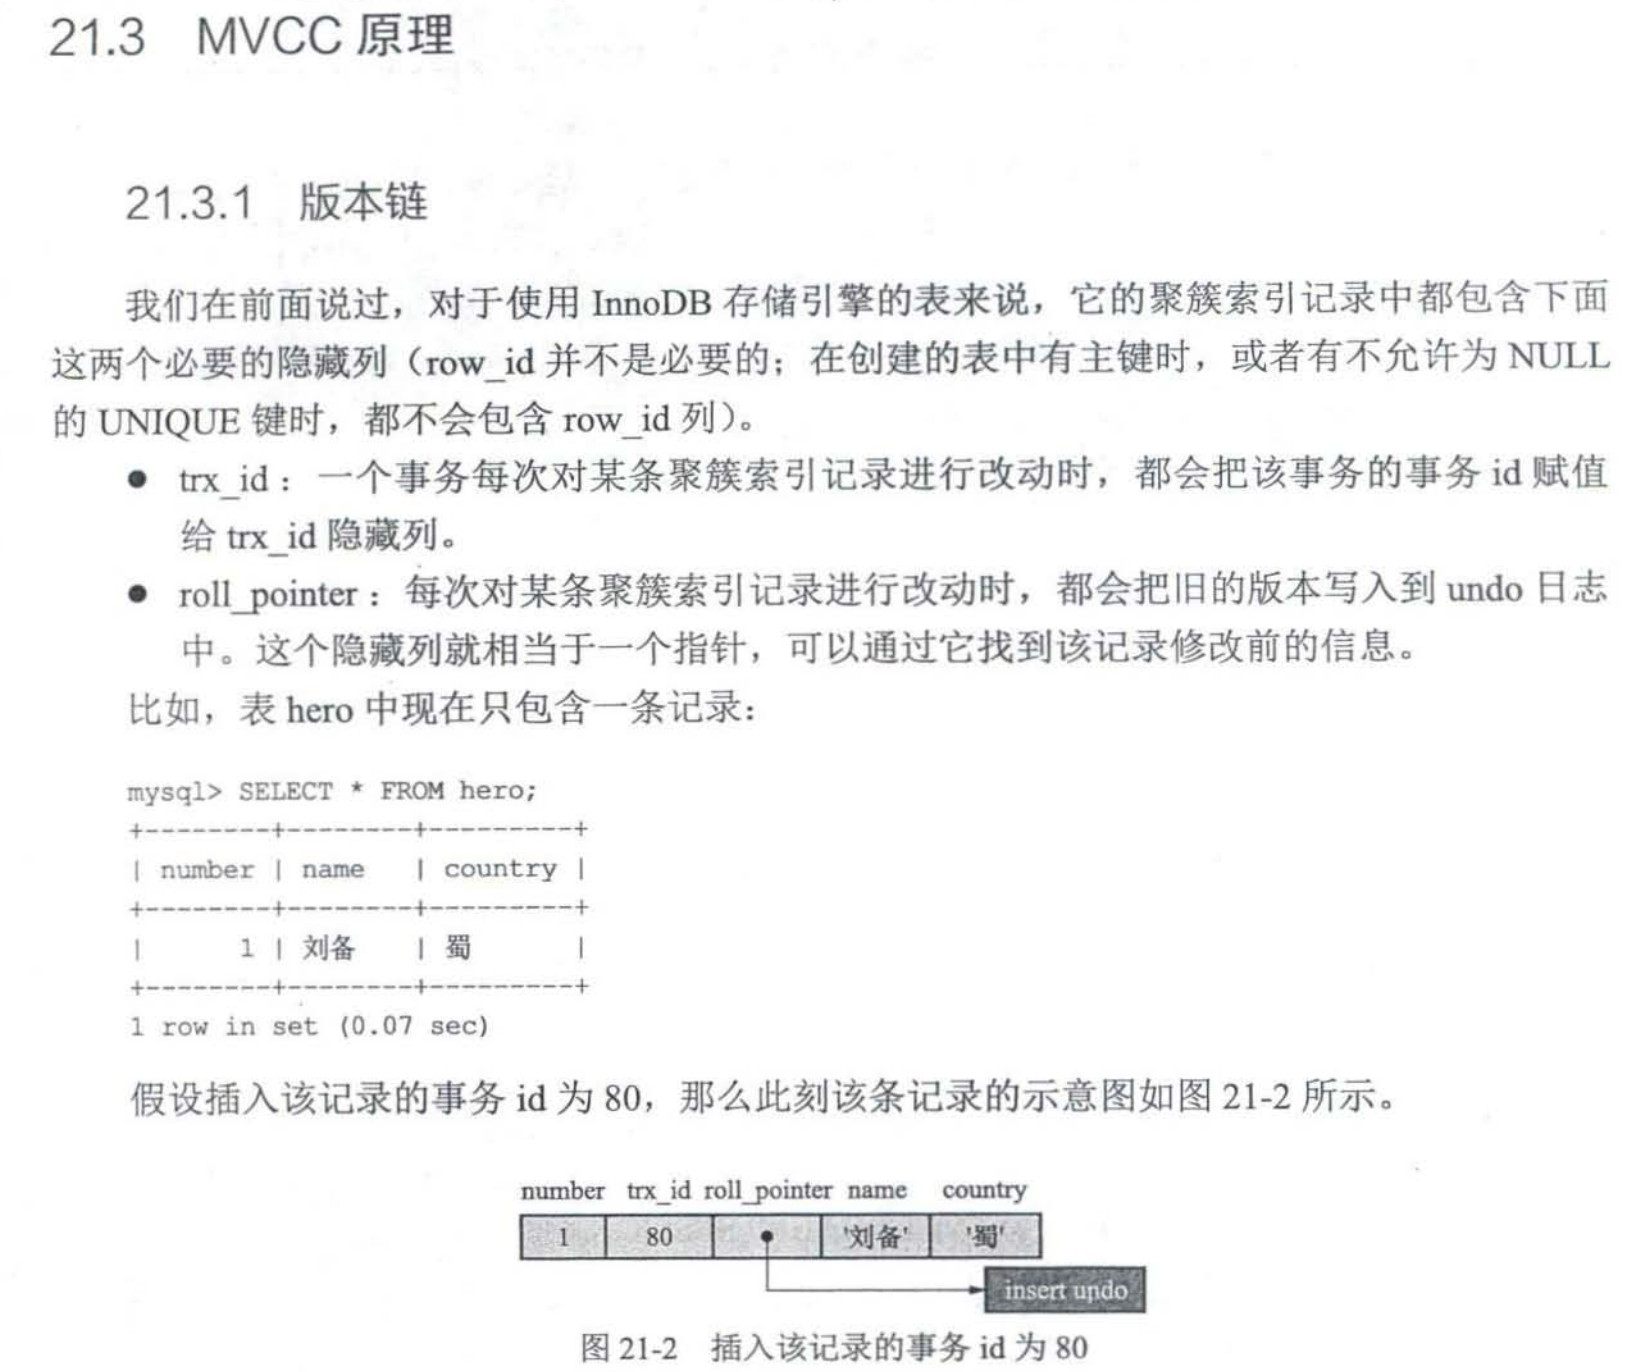 21.3 MVCC 原理
21.3.1 版本链
我们在前面说过，对于使用 InnoDB 存储引擎的表来说，它的聚簇索引记录中都包含下面
这两个必要的隐藏列（row_id 并不是必要的；在创建的表中有主键时，或者有不允许为 NULL
的 UNIQUE 键时，都不会包含 row_id 列）。
● trx_id：一个事务每次对某条聚簇索引记录进行改动时，都会把该事务的事务 id 赋值
给 trx_id 隐藏列。
● roll_pointer：每次对某条聚簇索引记录进行改动时，都会把旧的版本写入到 undo 日志
中。这个隐藏列就相当于一个指针，可以通过它找到该记录修改前的信息。
比如，表 hero 中现在只包含一条记录：
mysql> SELECT * FROM hero;
+--------+--------+---------+
| number | name   | country |
+--------+--------+---------+
|      1 | 刘备   | 蜀      |
+--------+--------+---------+
1 row in set (0.07 sec)
假设插入该记录的事务 id 为 80，那么此刻该条记录的示意图如图 21-2 所示。
number trx_id roll_pointer name country
1 80 '刘备' '蜀'
insert undo
图 21-2 插入该记录的事务 id 为 80